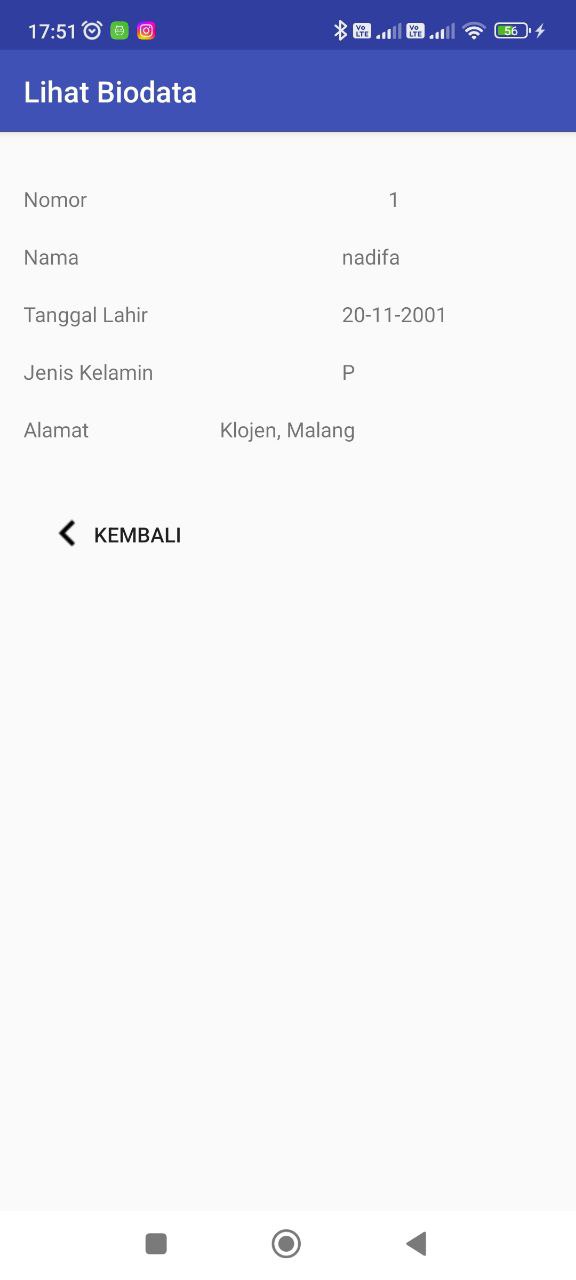 17:51 Vo LTE Vo LTE 56
Lihat Biodata
Nomor 1
Nama nadifa
Tanggal Lahir 20-11-2001
Jenis Kelamin P
Alamat Klojen, Malang
KEMBALI